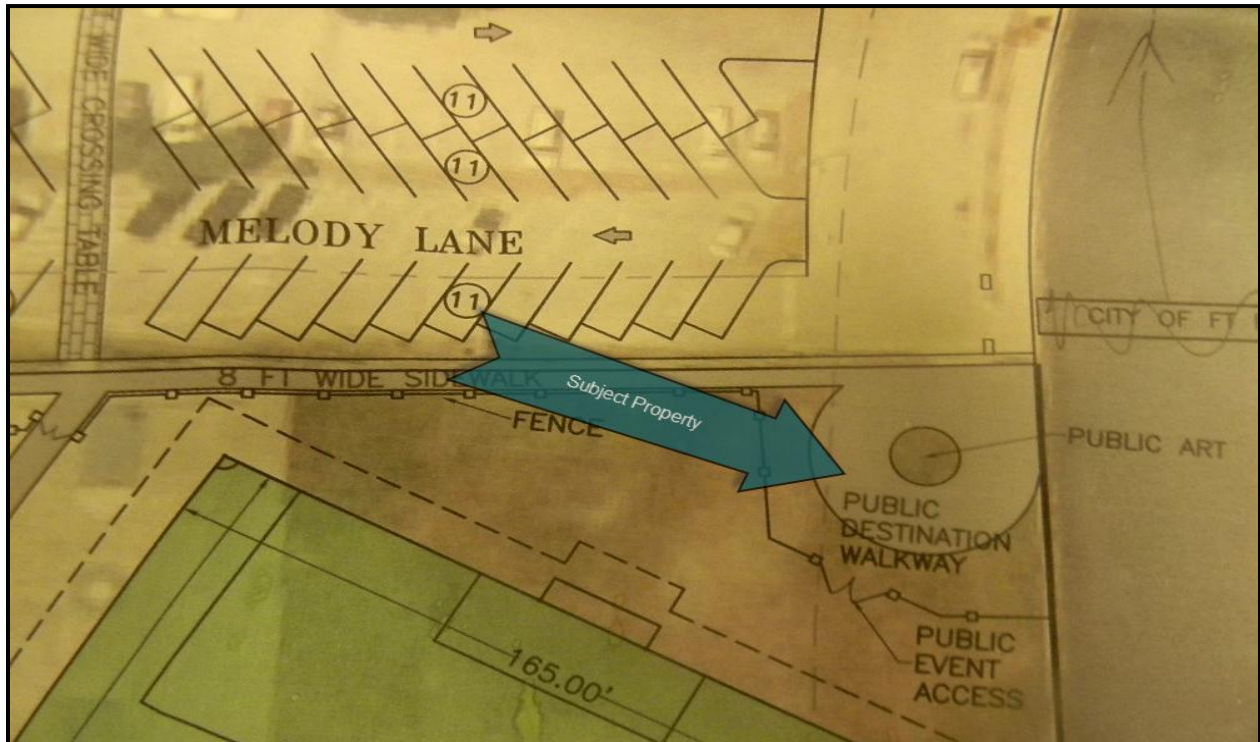 WIDE CROSSING TABLE
11
11
MELODY LANE
11
CITY OF FT
8 FT WIDE SIDEWALK
Subject Property
FENCE
PUBLIC ART
PUBLIC
DESTINATION
WALKWAY
165.00'
PUBLIC
EVENT
ACCESS